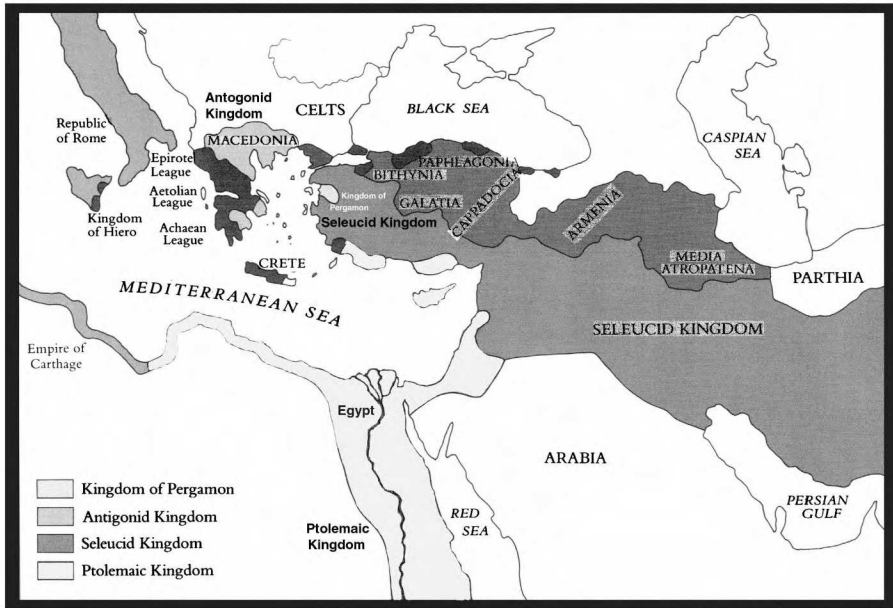 Antogonid
Kingdom
CELTS
BLACK SEA
Republic
of Rome
MACEDONIA
CASPIAN
SEA
Epirote
League
PAPHLAGONIA
BITHYNIA
Aetolian
League
Kingdom of
Pergamon
GALATIA
CAPPADOCIA
ARMENIA
Kingdom
of Hiero
Seleucid Kingdom
Achaean
League
CRETE
MEDIA
ATROPATENA
PARTHIA
MEDITERRANEAN SEA
SELEUCID KINGDOM
Empire of
Carthage
Egypt
ARABIA
Kingdom of Pergamon
Antigonid Kingdom
Seleucid Kingdom
Ptolemaic Kingdom
Ptolemaic
Kingdom
RED
SEA
PERSIAN
GULF